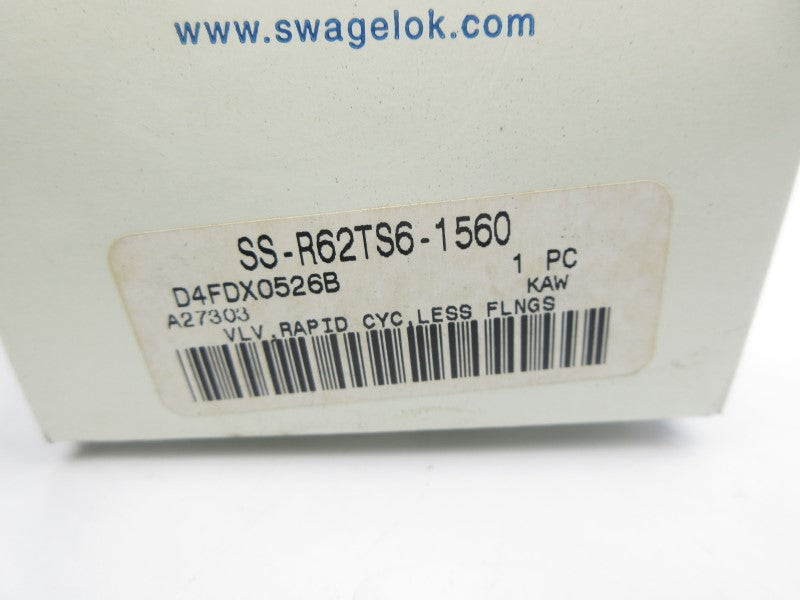 www.swagelok.com
SS-R62TS6-1560
D4FDX0526B 1 PC
A27303 KAW
VLV,RAPID CYC,LESS FLNGS